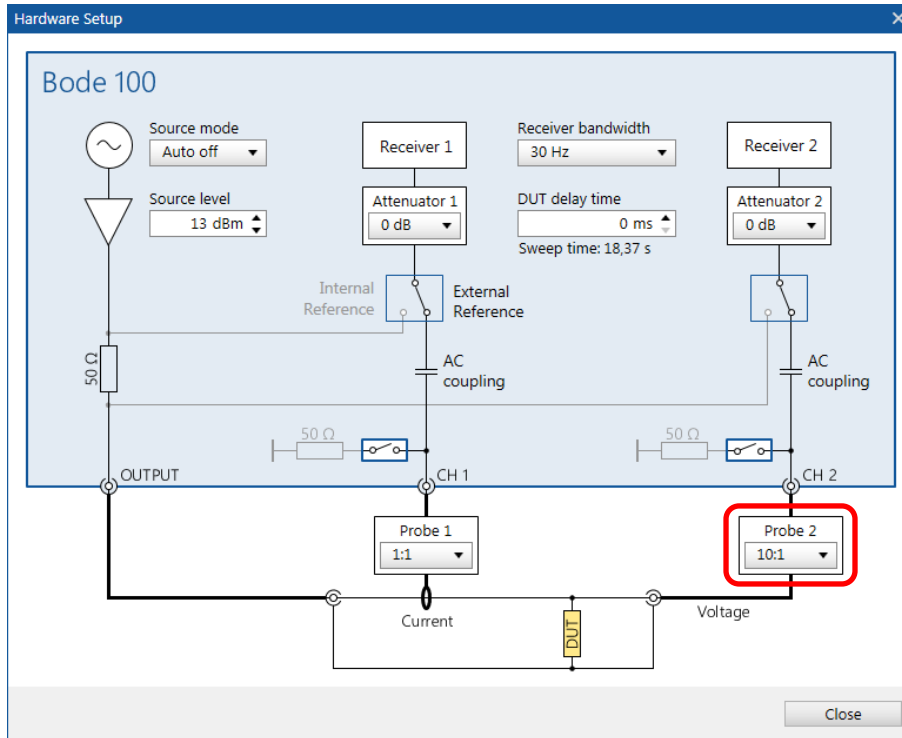 Hardware Setup
Bode 100
Source mode
Auto off
Source level
13 dBm
Receiver 1
Attenuator 1
0 dB
Receiver bandwidth
30 Hz
DUT delay time
0 ms
Sweep time: 18,37 s
Receiver 2
Attenuator 2
0 dB
Internal
Reference
External
Reference
50 Ω
AC
coupling
AC
coupling
50 Ω
50 Ω
OUTPUT
CH 1
CH 2
Probe 1
1:1
Probe 2
10:1
Current
DUT
Voltage
Close